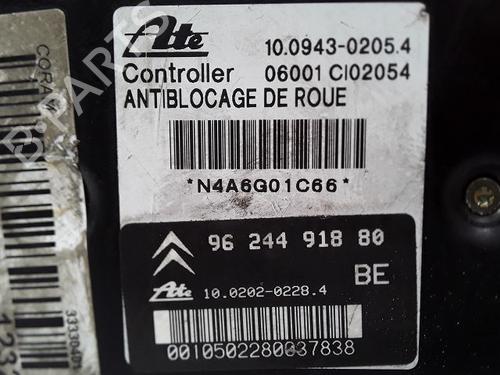 Ate 10.0943-0205.4
Controller 06001 CI02054
ANTIBLOCAGE DE ROUE
*N4A6G01C66*
96 244 918 80
BE
Ate 10.0202-0228.4
0010502280037838